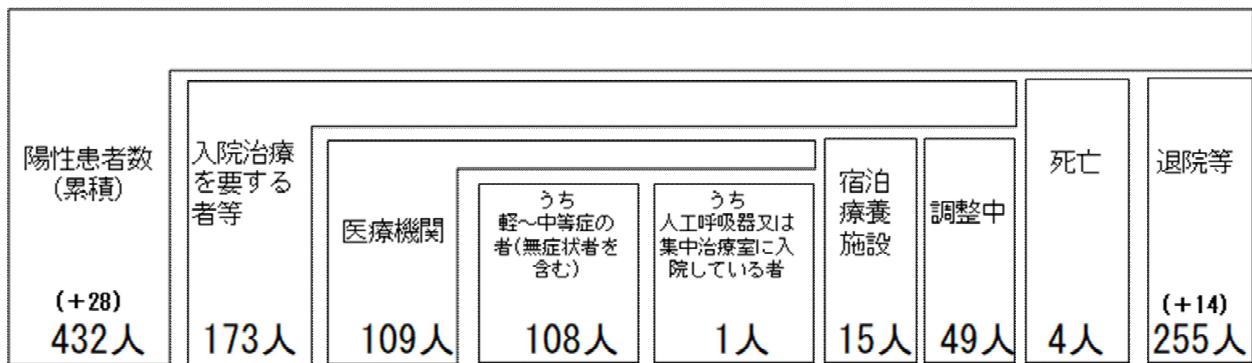 陽性患者数
(累積)
(+28)
432人
入院治療
を要する
者等
173人
医療機関
109人
うち
軽～中等症の
者(無症状者を
含む)
108人
うち
人工呼吸器又は
集中治療室に入
院している者
1人
宿泊
療養
施設
15人
調整中
49人
死亡
4人
退院等
(+14)
255人